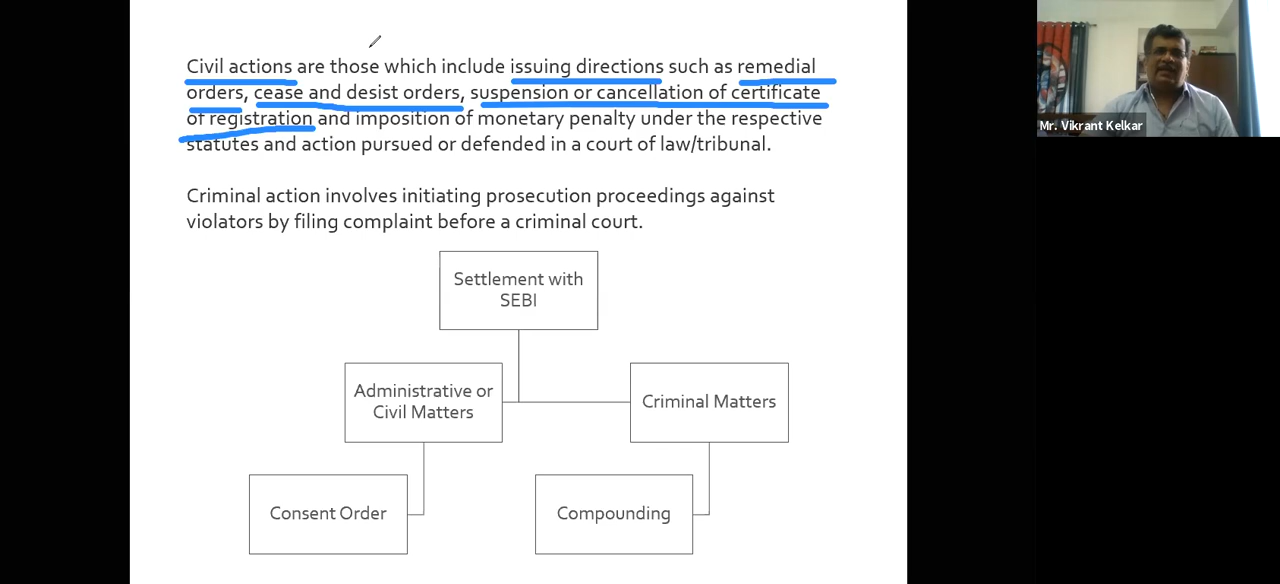 Civil actions are those which include issuing directions such as remedial
orders, cease and desist orders, suspension or cancellation of certificate
of registration and imposition of monetary penalty under the respective
statutes and action pursued or defended in a court of law/tribunal.
Criminal action involves initiating prosecution proceedings against
violators by filing complaint before a criminal court.
Settlement with
SEBI
Administrative or
Civil Matters
Criminal Matters
Consent Order
Compounding
Mr. Vikrant Kelkar